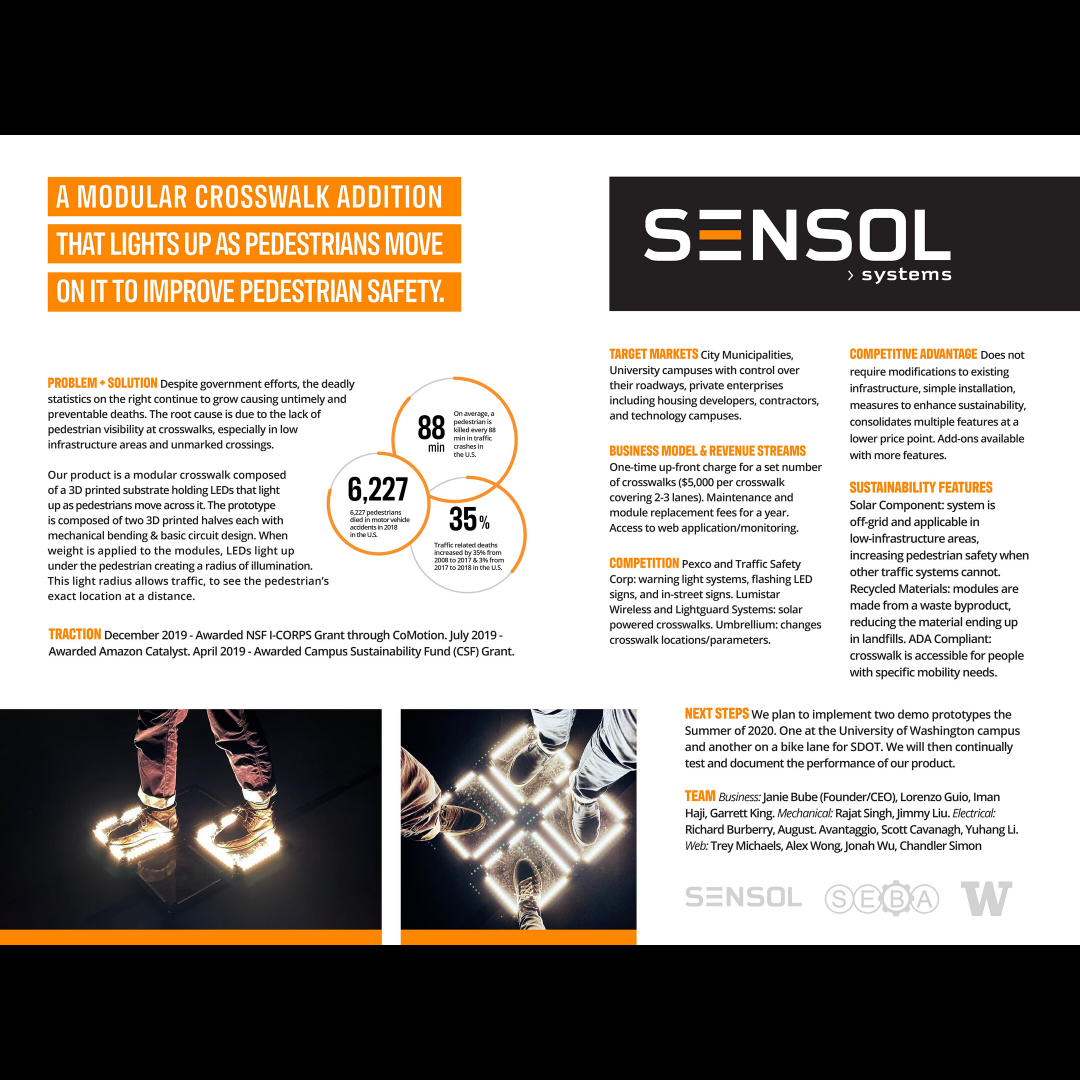 A MODULAR CROSSWALK ADDITION
THAT LIGHTS UP AS PEDESTRIANS MOVE
ON IT TO IMPROVE PEDESTRIAN SAFETY.
PROBLEM + SOLUTION Despite government efforts, the deadly
statistics on the right continue to grow causing untimely and
preventable deaths. The root cause is due to the lack of
pedestrian visibility at crosswalks, especially in low
infrastructure areas and unmarked crossings.
Our product is a modular crosswalk composed
of a 3D printed substrate holding LEDs that light
up as pedestrians move across it. The prototype
is composed of two 3D printed halves each with
mechanical bending & basic circuit design. When
weight is applied to the modules, LEDs light up
under the pedestrian creating a radius of illumination.
This light radius allows traffic, to see the pedestrian's
exact location at a distance.
88
min
On average, a
pedestrian is
killed every 88
min in traffic
crashes in
the U.S.
6,227
6,227 pedestrians
died in motor vehicle
accidents in 2018
in the U.S.
35%
Traffic related deaths
increased by 35% from
2008 to 2017 & 3% from
2017 to 2018 in the U.S.
TRACTION December 2019 - Awarded NSF I-CORPS Grant through CoMotion. July 2019 -
Awarded Amazon Catalyst. April 2019 - Awarded Campus Sustainability Fund (CSF) Grant.
SENSOL
› systems
TARGET MARKETS City Municipalities,
University campuses with control over
their roadways, private enterprises
including housing developers, contractors,
and technology campuses.
BUSINESS MODEL & REVENUE STREAMS
One-time up-front charge for a set number
of crosswalks ($5,000 per crosswalk
covering 2-3 lanes). Maintenance and
module replacement fees for a year.
Access to web application/monitoring.
COMPETITION Pexco and Traffic Safety
Corp: warning light systems, flashing LED
signs, and in-street signs. Lumistar
Wireless and Lightguard Systems: solar
powered crosswalks. Umbrellium: changes
crosswalk locations/parameters.
COMPETITIVE ADVANTAGE Does not
require modifications to existing
infrastructure, simple installation,
measures to enhance sustainability,
consolidates multiple features at a
lower price point. Add-ons available
with more features.
SUSTAINABILITY FEATURES
Solar Component: system is
off-grid and applicable in
low-infrastructure areas,
increasing pedestrian safety when
other traffic systems cannot.
Recycled Materials: modules are
made from a waste byproduct,
reducing the material ending up
in landfills. ADA Compliant:
crosswalk is accessible for people
with specific mobility needs.
NEXT STEPS We plan to implement two demo prototypes the
Summer of 2020. One at the University of Washington campus
and another on a bike lane for SDOT. We will then continually
test and document the performance of our product.
TEAM Business: Janie Bube (Founder/CEO), Lorenzo Guio, Iman
Haji, Garrett King. Mechanical: Rajat Singh, Jimmy Liu. Electrical:
Richard Burberry, August. Avantaggio, Scott Cavanagh, Yuhang Li.
Web: Trey Michaels, Alex Wong, Jonah Wu, Chandler Simon
SENSOL SEBA W